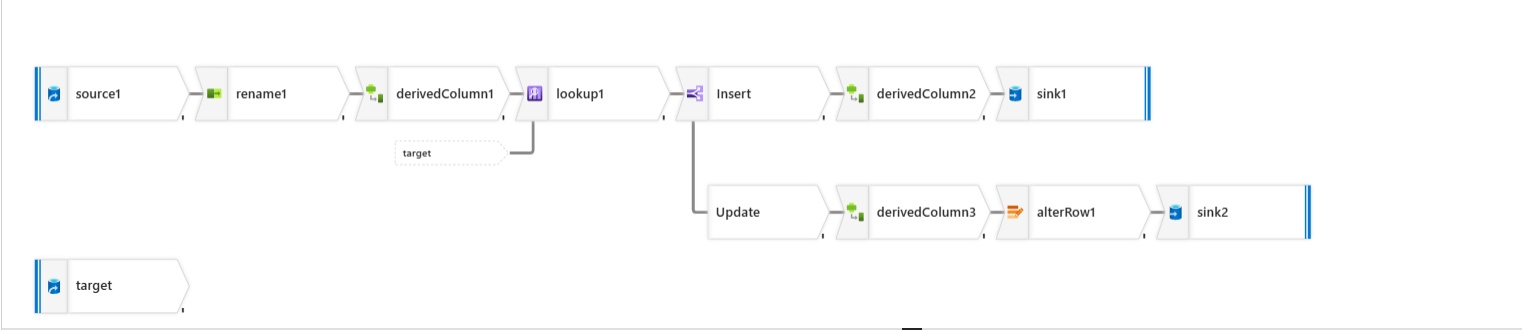 source1
rename1
derivedColumn1
lookup1
Insert
derivedColumn2
sink1
target
Update
derivedColumn3
alterRow1
sink2
target